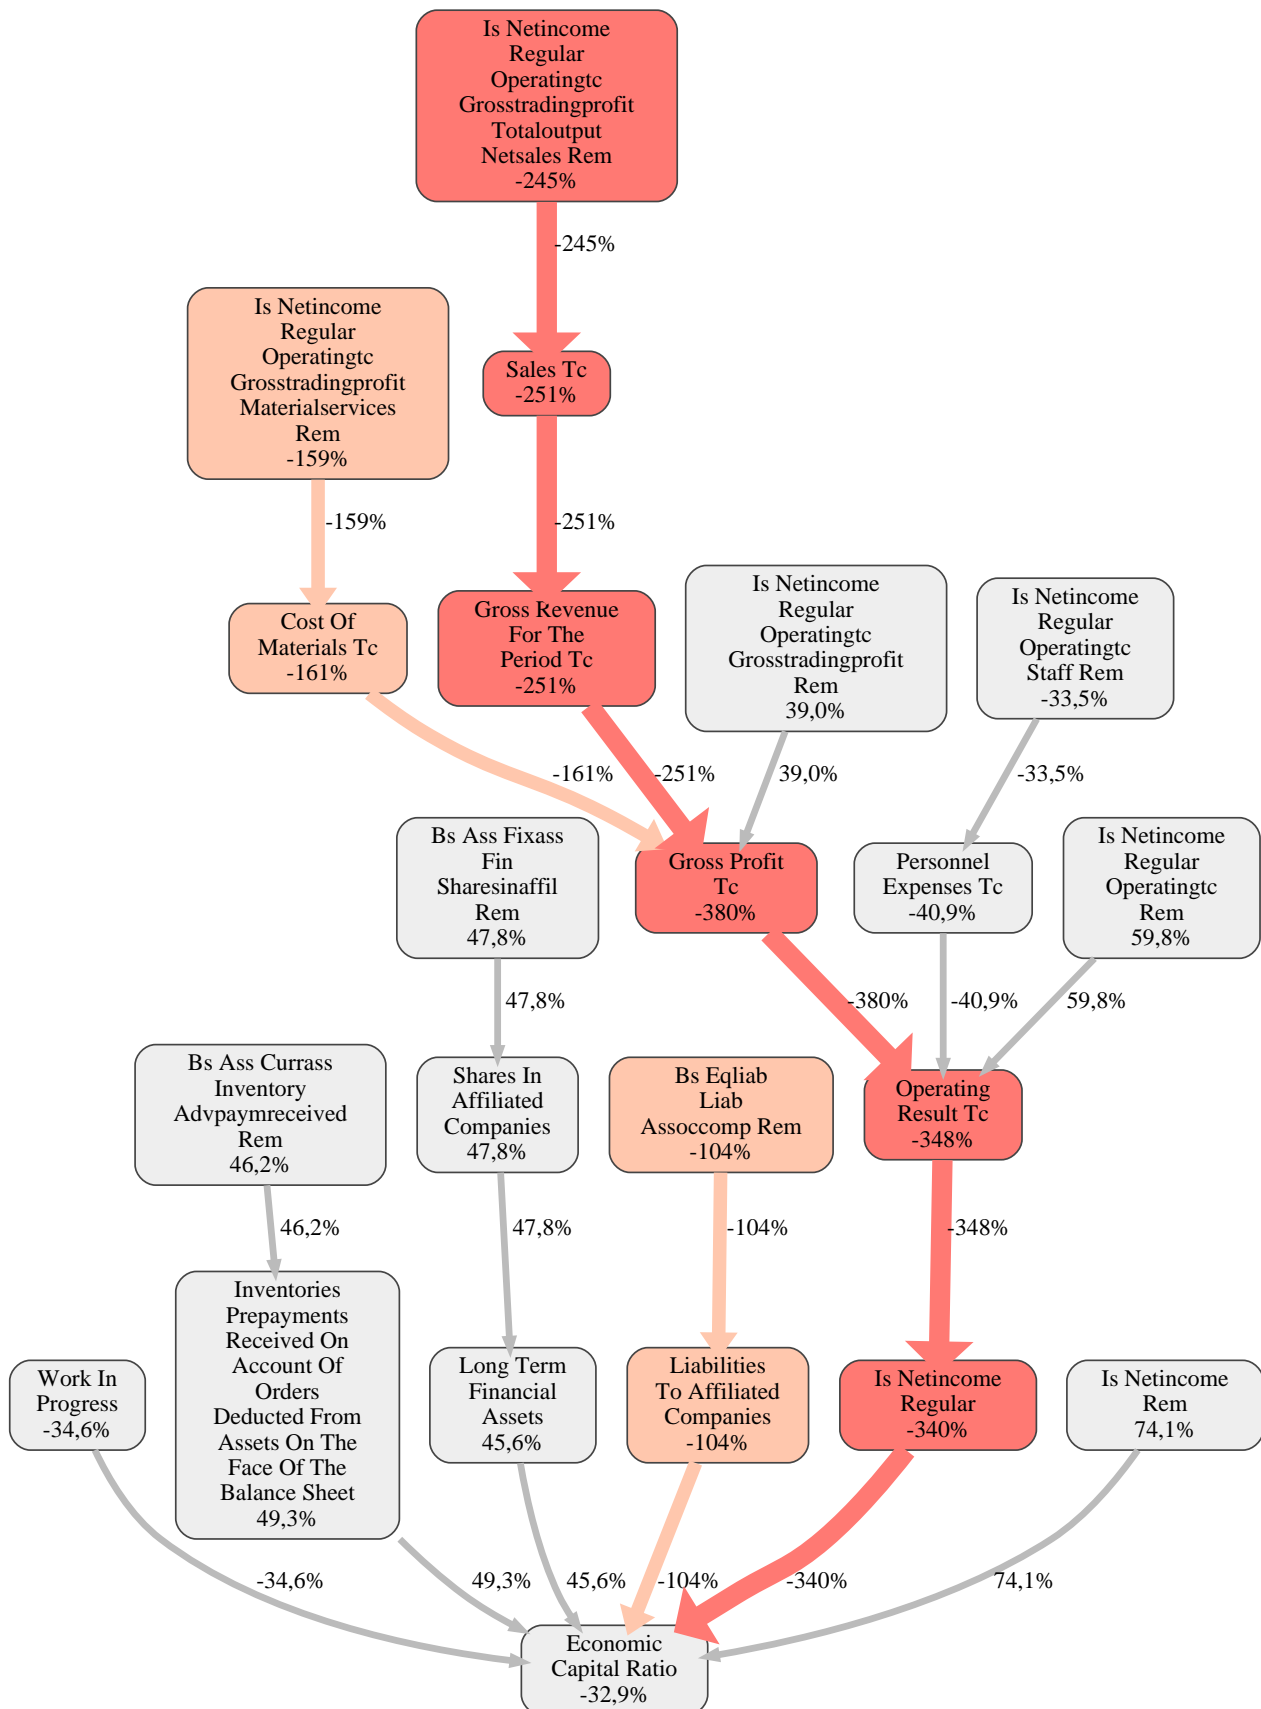 Is Netincome
Regular
Operatingtc
Grosstradingprofit
Totaloutput
Netsales Rem
-245%
-245%
Is Netincome
Regular
Operatingtc
Grosstradingprofit
Materialservices
Rem
-159%
Sales Tc
-251%
-159%
-251%
Cost Of
Materials Tc
-161%
Gross Revenue
For The
Period Tc
-251%
Is Netincome
Regular
Operatingtc
Grosstradingprofit
Rem
39,0%
Is Netincome
Regular
Operatingtc
Staff Rem
-33,5%
-161%
-251%
39,0%
-33,5%
Bs Ass Fixass
Fin
Sharesinaffil
Rem
47,8%
Gross Profit
Tc
-380%
Personnel
Expenses Tc
-40,9%
Is Netincome
Regular
Operatingtc
Rem
59,8%
47,8%
-380%
-40,9%
59,8%
Bs Ass Currass
Inventory
Advpaymreceived
Rem
46,2%
Shares In
Affiliated
Companies
47,8%
Bs Eqliab
Liab
Assoccomp Rem
-104%
Operating
Result Tc
-348%
46,2%
47,8%
-104%
-348%
Work In
Progress
-34,6%
Inventories
Prepayments
Received On
Account Of
Orders
Deducted From
Assets On The
Face Of The
Balance Sheet
49,3%
Long Term
Financial
Assets
45,6%
Liabilities
To Affiliated
Companies
-104%
Is Netincome
Regular
-340%
Is Netincome
Rem
74,1%
-34,6%
49,3%
45,6%
-104%
-340%
74,1%
Economic
Capital Ratio
-32,9%